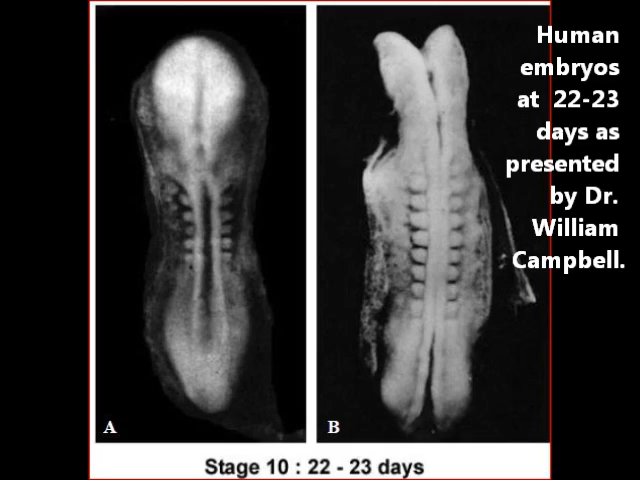 Human
embryos
at 22-23
days as
presented
by Dr.
William
Campbell.
A
B
Stage 10 : 22 - 23 days